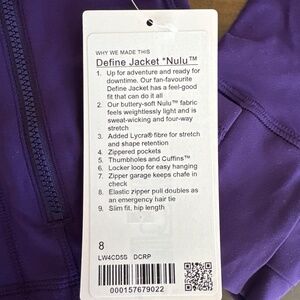 WHY WE MADE THIS
Define Jacket *Nulu™
1. Up for adventure and ready for
downtime. Our fan-favourite
Define Jacket has a feel-good
fit that can do it all
2. Our buttery-soft Nulu™ fabric
feels weightlessly light and is
sweat-wicking and four-way
stretch
3. Added Lycra® fibre for stretch
and shape retention
4. Zippered pockets
5. Thumbholes and Cuffins™
6. Locker loop for easy hanging
7. Zipper garage keeps chafe in
check
8. Elastic zipper pull doubles as
an emergency hair tie
9. Slim fit, hip length
8
LW4CD5S DCRP
000157679022